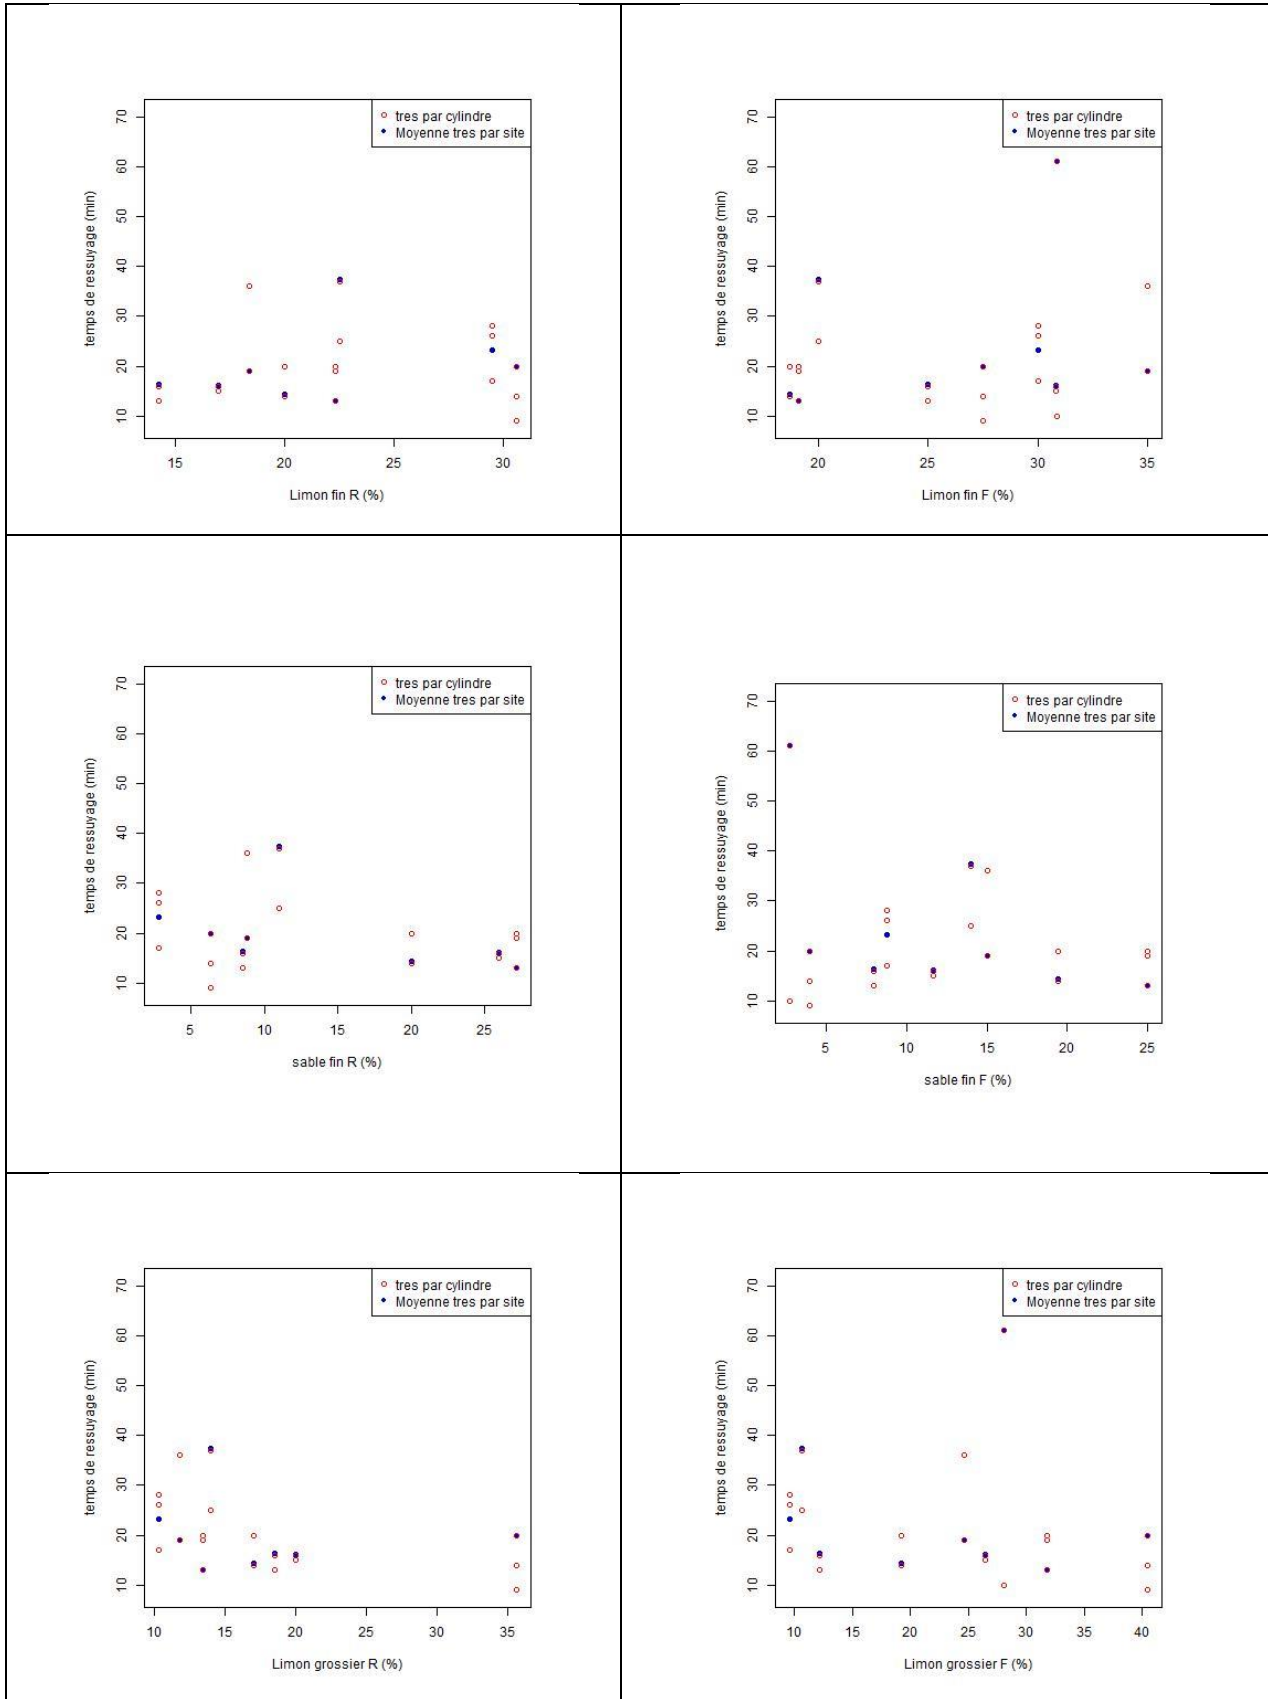 tres par cylindre
Moyenne tres par site
temps de ressuyage (min)
70
60
50
40
30
20
10
15 20 25 30
Limon fin R (%)
tres par cylindre
Moyenne tres par site
temps de ressuyage (min)
70
60
50
40
30
20
10
20 25 30 35
Limon fin F (%)
tres par cylindre
Moyenne tres par site
temps de ressuyage (min)
70
60
50
40
30
20
10
5 10 15 20 25
sable fin R (%)
tres par cylindre
Moyenne tres par site
temps de ressuyage (min)
70
60
50
40
30
20
10
5 10 15 20 25
sable fin F (%)
tres par cylindre
Moyenne tres par site
temps de ressuyage (min)
70
60
50
40
30
20
10
10 15 20 25 30 35
Limon grossier R (%)
tres par cylindre
Moyenne tres par site
temps de ressuyage (min)
70
60
50
40
30
20
10
10 15 20 25 30 35 40
Limon grossier F (%)